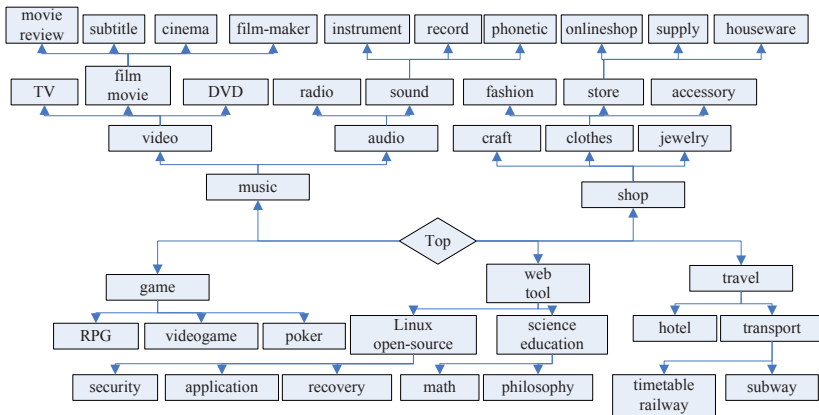 movie
review
subtitle
cinema
film-maker
instrument
record
phonetic
onlineshop
supply
houseware
TV
film
movie
DVD
radio
sound
fashion
store
accessory
video
audio
craft
clothes
jewelry
music
shop
Top
game
web
tool
travel
RPG
videogame
poker
Linux
open-source
science
education
hotel
transport
security
application
recovery
math
philosophy
timetable
railway
subway